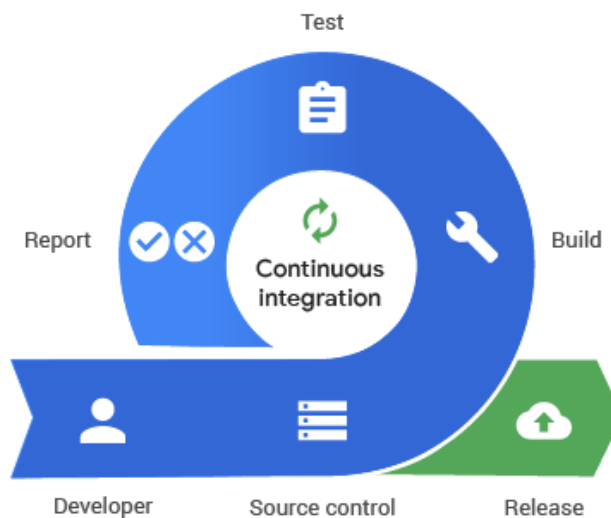 Test
Report
Continuous
integration
Build
Developer
Source control
Release